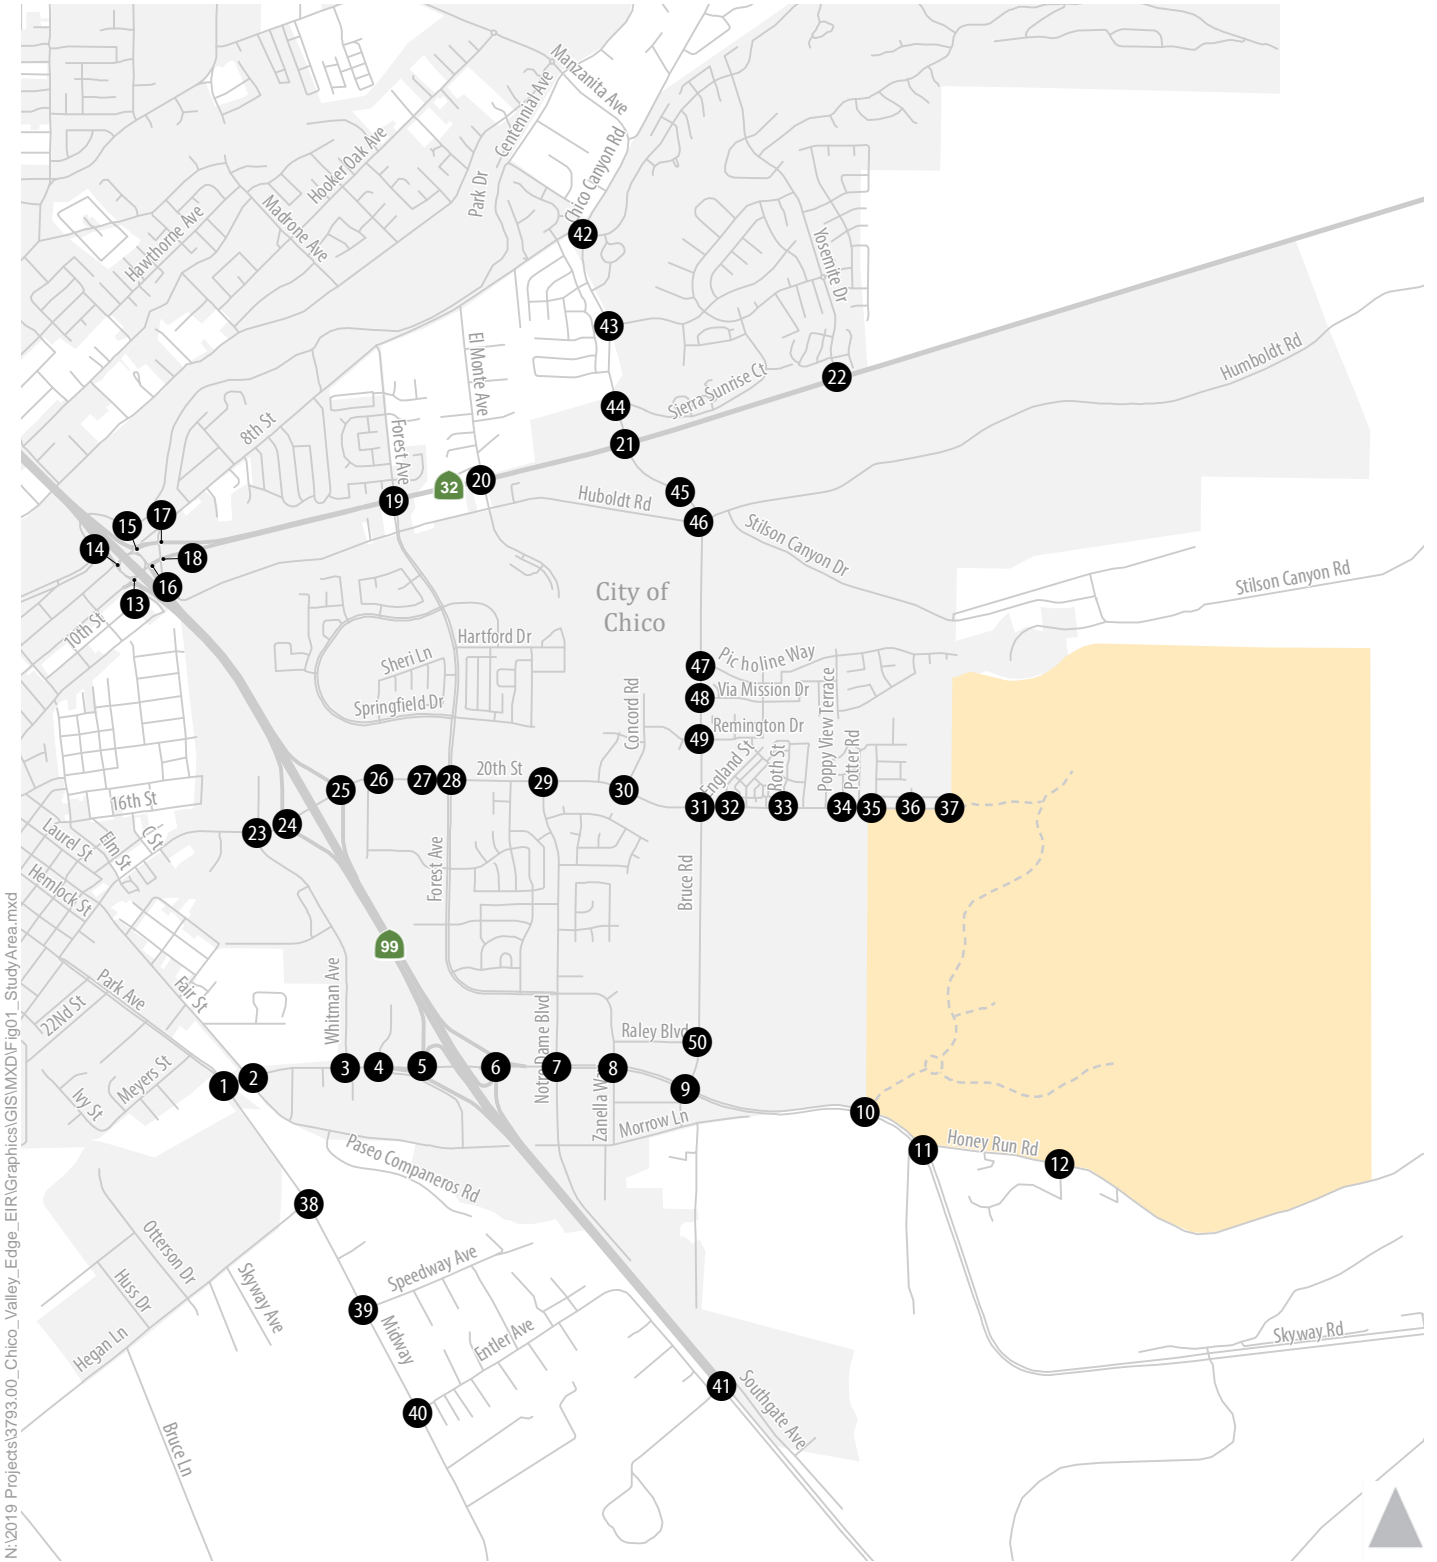 Manzanita Ave
Centennial Ave
Chico Canyon Rd
Hooker Oak Ave
Park Dr
Madrone Ave
Hawthorne Ave
42
Yosemite Dr
43
El Monte Ave
Humboldt Rd
22
Sierra Sunrise Ct
44
8th St
Forest Ave
21
32
20
19
45
Huboldt Rd
46
Stilson Canyon Dr
17
15
14
18
16
13
Stilson Canyon Rd
City of
Chico
10th St
Hartford Dr
Sheri Ln
Springfield Dr
Concord Rd
47
Pic holine Way
48
Via Mission Dr
49
Remington Dr
England St
Roth St
Poppy View Terrace
Potter Rd
25
26
27
28
20th St
29
30
31
32
33
34
35
36
37
16th St
23
24
Laurel St
Elm St
C St
Hemlock St
Forest Ave
Bruce Rd
99
Park Ave
Fair St
22Nd St
Whitman Ave
Notre Dame Blvd
Raley Blvd
50
Meyers St
Ivy St
1
2
3
4
5
6
7
8
9
Zanella W
Morrow Ln
10
11
Honey Run Rd
12
Paseo Companeros Rd
38
Otterson Dr
Huss Dr
Skyway Ave
Speedway Ave
39
Midway
Entler Ave
Hegan Ln
Skyway Rd
41
Southgate Ave
40
Bruce Ln
N:\2019 Projects\3793.00_Chico_Valley_Edge_EIR\Graphics\GIS\MXD\Fig01_StudyArea.mxd